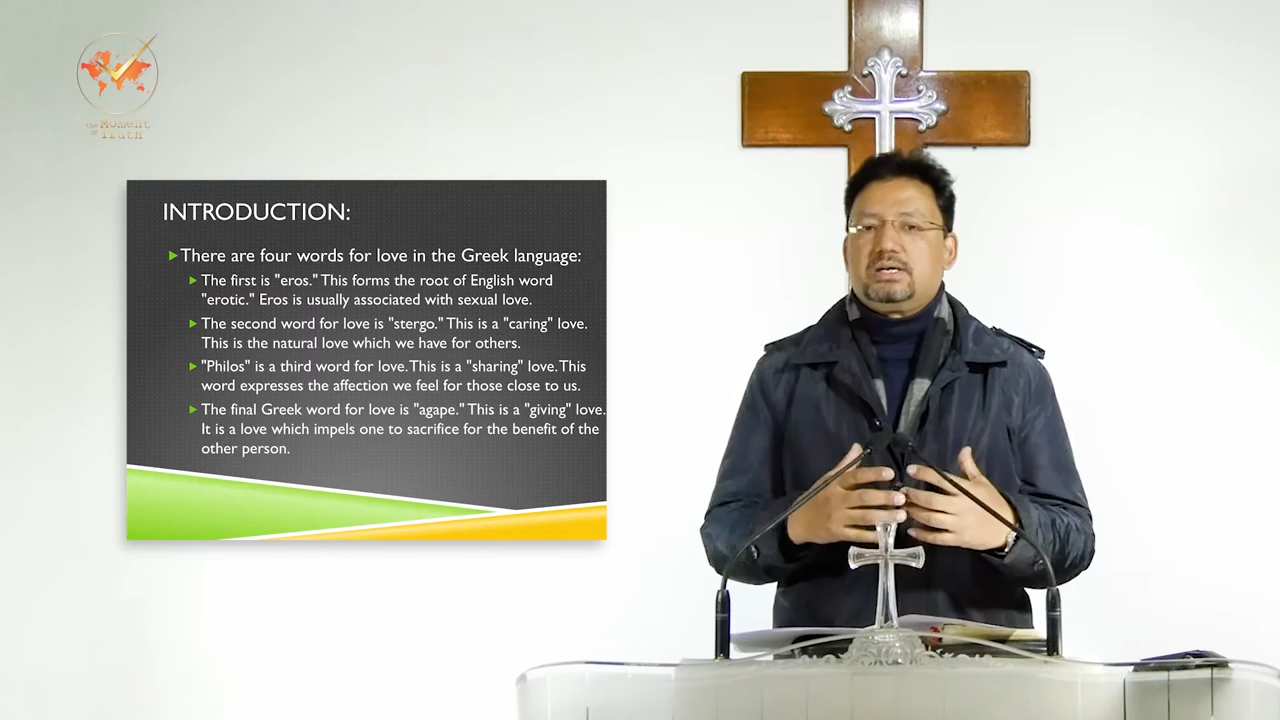 the Moment
of Truth
INTRODUCTION:
There are four words for love in the Greek language:
The first is "eros." This forms the root of English word
"erotic." Eros is usually associated with sexual love.
The second word for love is "stergo." This is a "caring" love.
This is the natural love which we have for others.
"Philos" is a third word for love. This is a "sharing" love. This
word expresses the affection we feel for those close to us.
The final Greek word for love is "agape." This is a "giving" love.
It is a love which impels one to sacrifice for the benefit of the
other person.